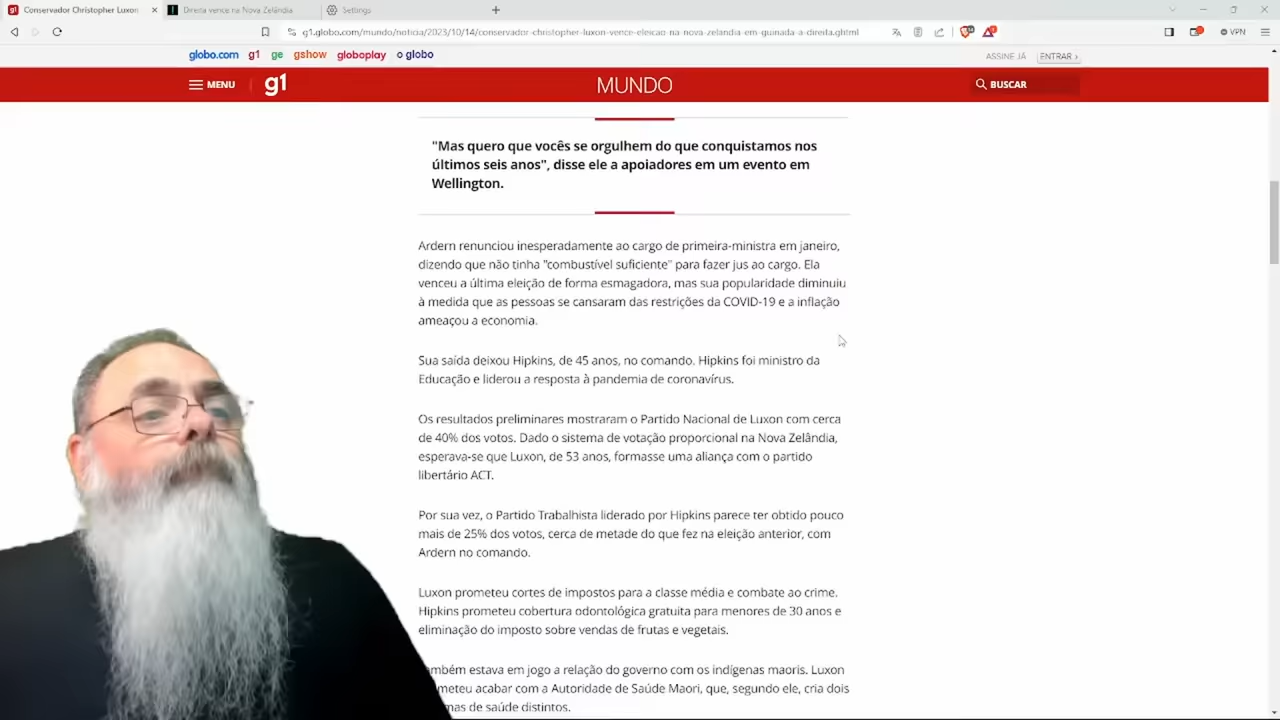 Conservador Christopher Luxon
Direita vence na Nova Zelândia
Settings
g1.globo.com/mundo/noticia/2023/10/14/conservador-christopher-luxon-vence-eleicao-na-nova-zelandia-em-guinada-a-direita.ghtml
VPN
globo.com g1 ge gshow globoplay o globo
ASSINE JÁ ENTRAR ›
MENU g1 MUNDO BUSCAR
"Mas quero que vocês se orgulhem do que conquistamos nos
últimos seis anos", disse ele a apoiadores em um evento em
Wellington.
Ardern renunciou inesperadamente ao cargo de primeira-ministra em janeiro,
dizendo que não tinha "combustível suficiente" para fazer jus ao cargo. Ela
venceu a última eleição de forma esmagadora, mas sua popularidade diminuiu
à medida que as pessoas se cansaram das restrições da COVID-19 e a inflação
ameaçou a economia.
Sua saída deixou Hipkins, de 45 anos, no comando. Hipkins foi ministro da
Educação e liderou a resposta à pandemia de coronavírus.
Os resultados preliminares mostraram o Partido Nacional de Luxon com cerca
de 40% dos votos. Dado o sistema de votação proporcional na Nova Zelândia,
esperava-se que Luxon, de 53 anos, formasse uma aliança com o partido
libertário ACT.
Por sua vez, o Partido Trabalhista liderado por Hipkins parece ter obtido pouco
mais de 25% dos votos, cerca de metade do que fez na eleição anterior, com
Ardern no comando.
Luxon prometeu cortes de impostos para a classe média e combate ao crime.
Hipkins prometeu cobertura odontológica gratuita para menores de 30 anos e
eliminação do imposto sobre vendas de frutas e vegetais.
ambém estava em jogo a relação do governo com os indígenas maoris. Luxon
meteu acabar com a Autoridade de Saúde Maori, que, segundo ele, cria dois
mas de saúde distintos.